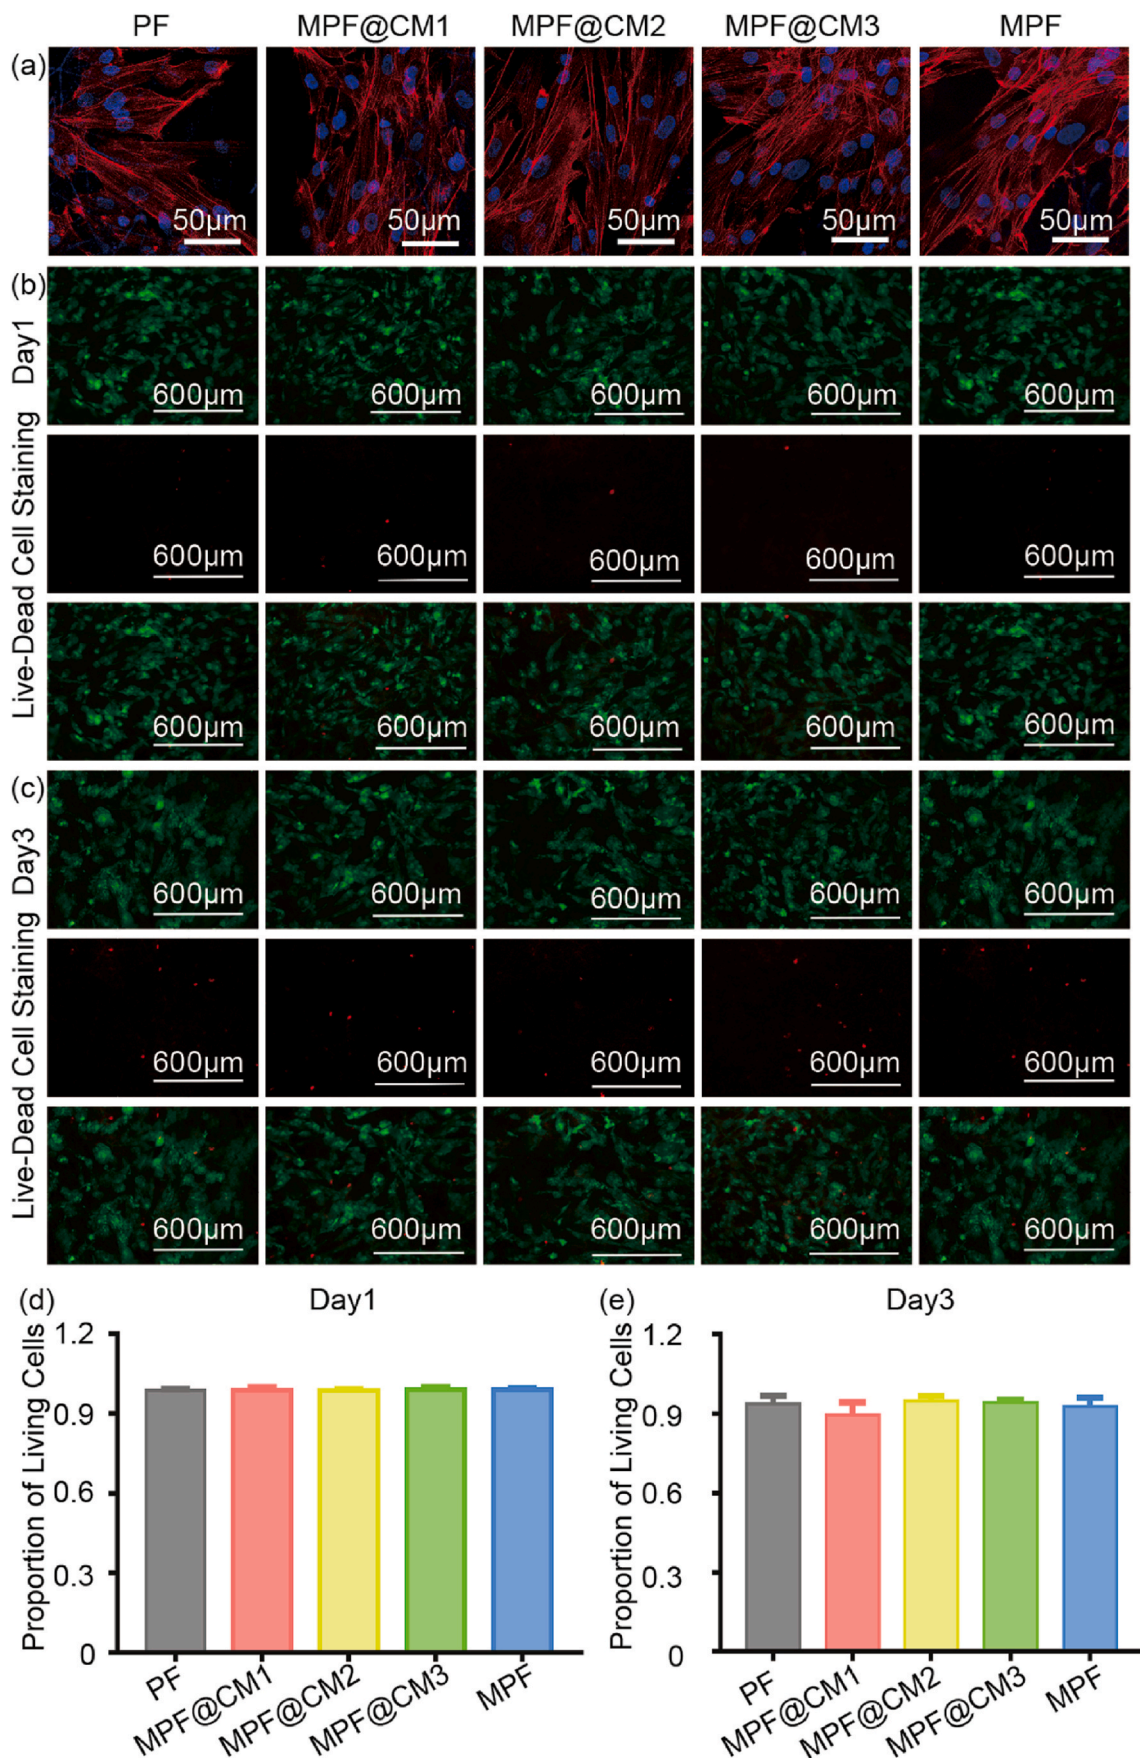 PF MPF@CM1 MPF@CM2 MPF@CM3 MPF
(a)
50μm 50μm 50μm 50μm 50μm
(b)
Live-Dead Cell Staining Day1
600μm 600μm 600μm 600μm 600μm
600μm 600μm 600μm 600μm 600μm
600μm 600μm 600μm 600μm 600μm
(c)
Live-Dead Cell Staining Day3
600μm 600μm 600μm 600μm 600μm
600μm 600μm 600μm 600μm 600μm
600μm 600μm 600μm 600μm 600μm
(d) Day1
Proportion of Living Cells
1.2
0.9
0.6
0.3
0
PF MPF@CM1 MPF@CM2 MPF@CM3 MPF
(e) Day3
Proportion of Living Cells
1.2
0.9
0.6
0.3
0
PF MPF@CM1 MPF@CM2 MPF@CM3 MPF